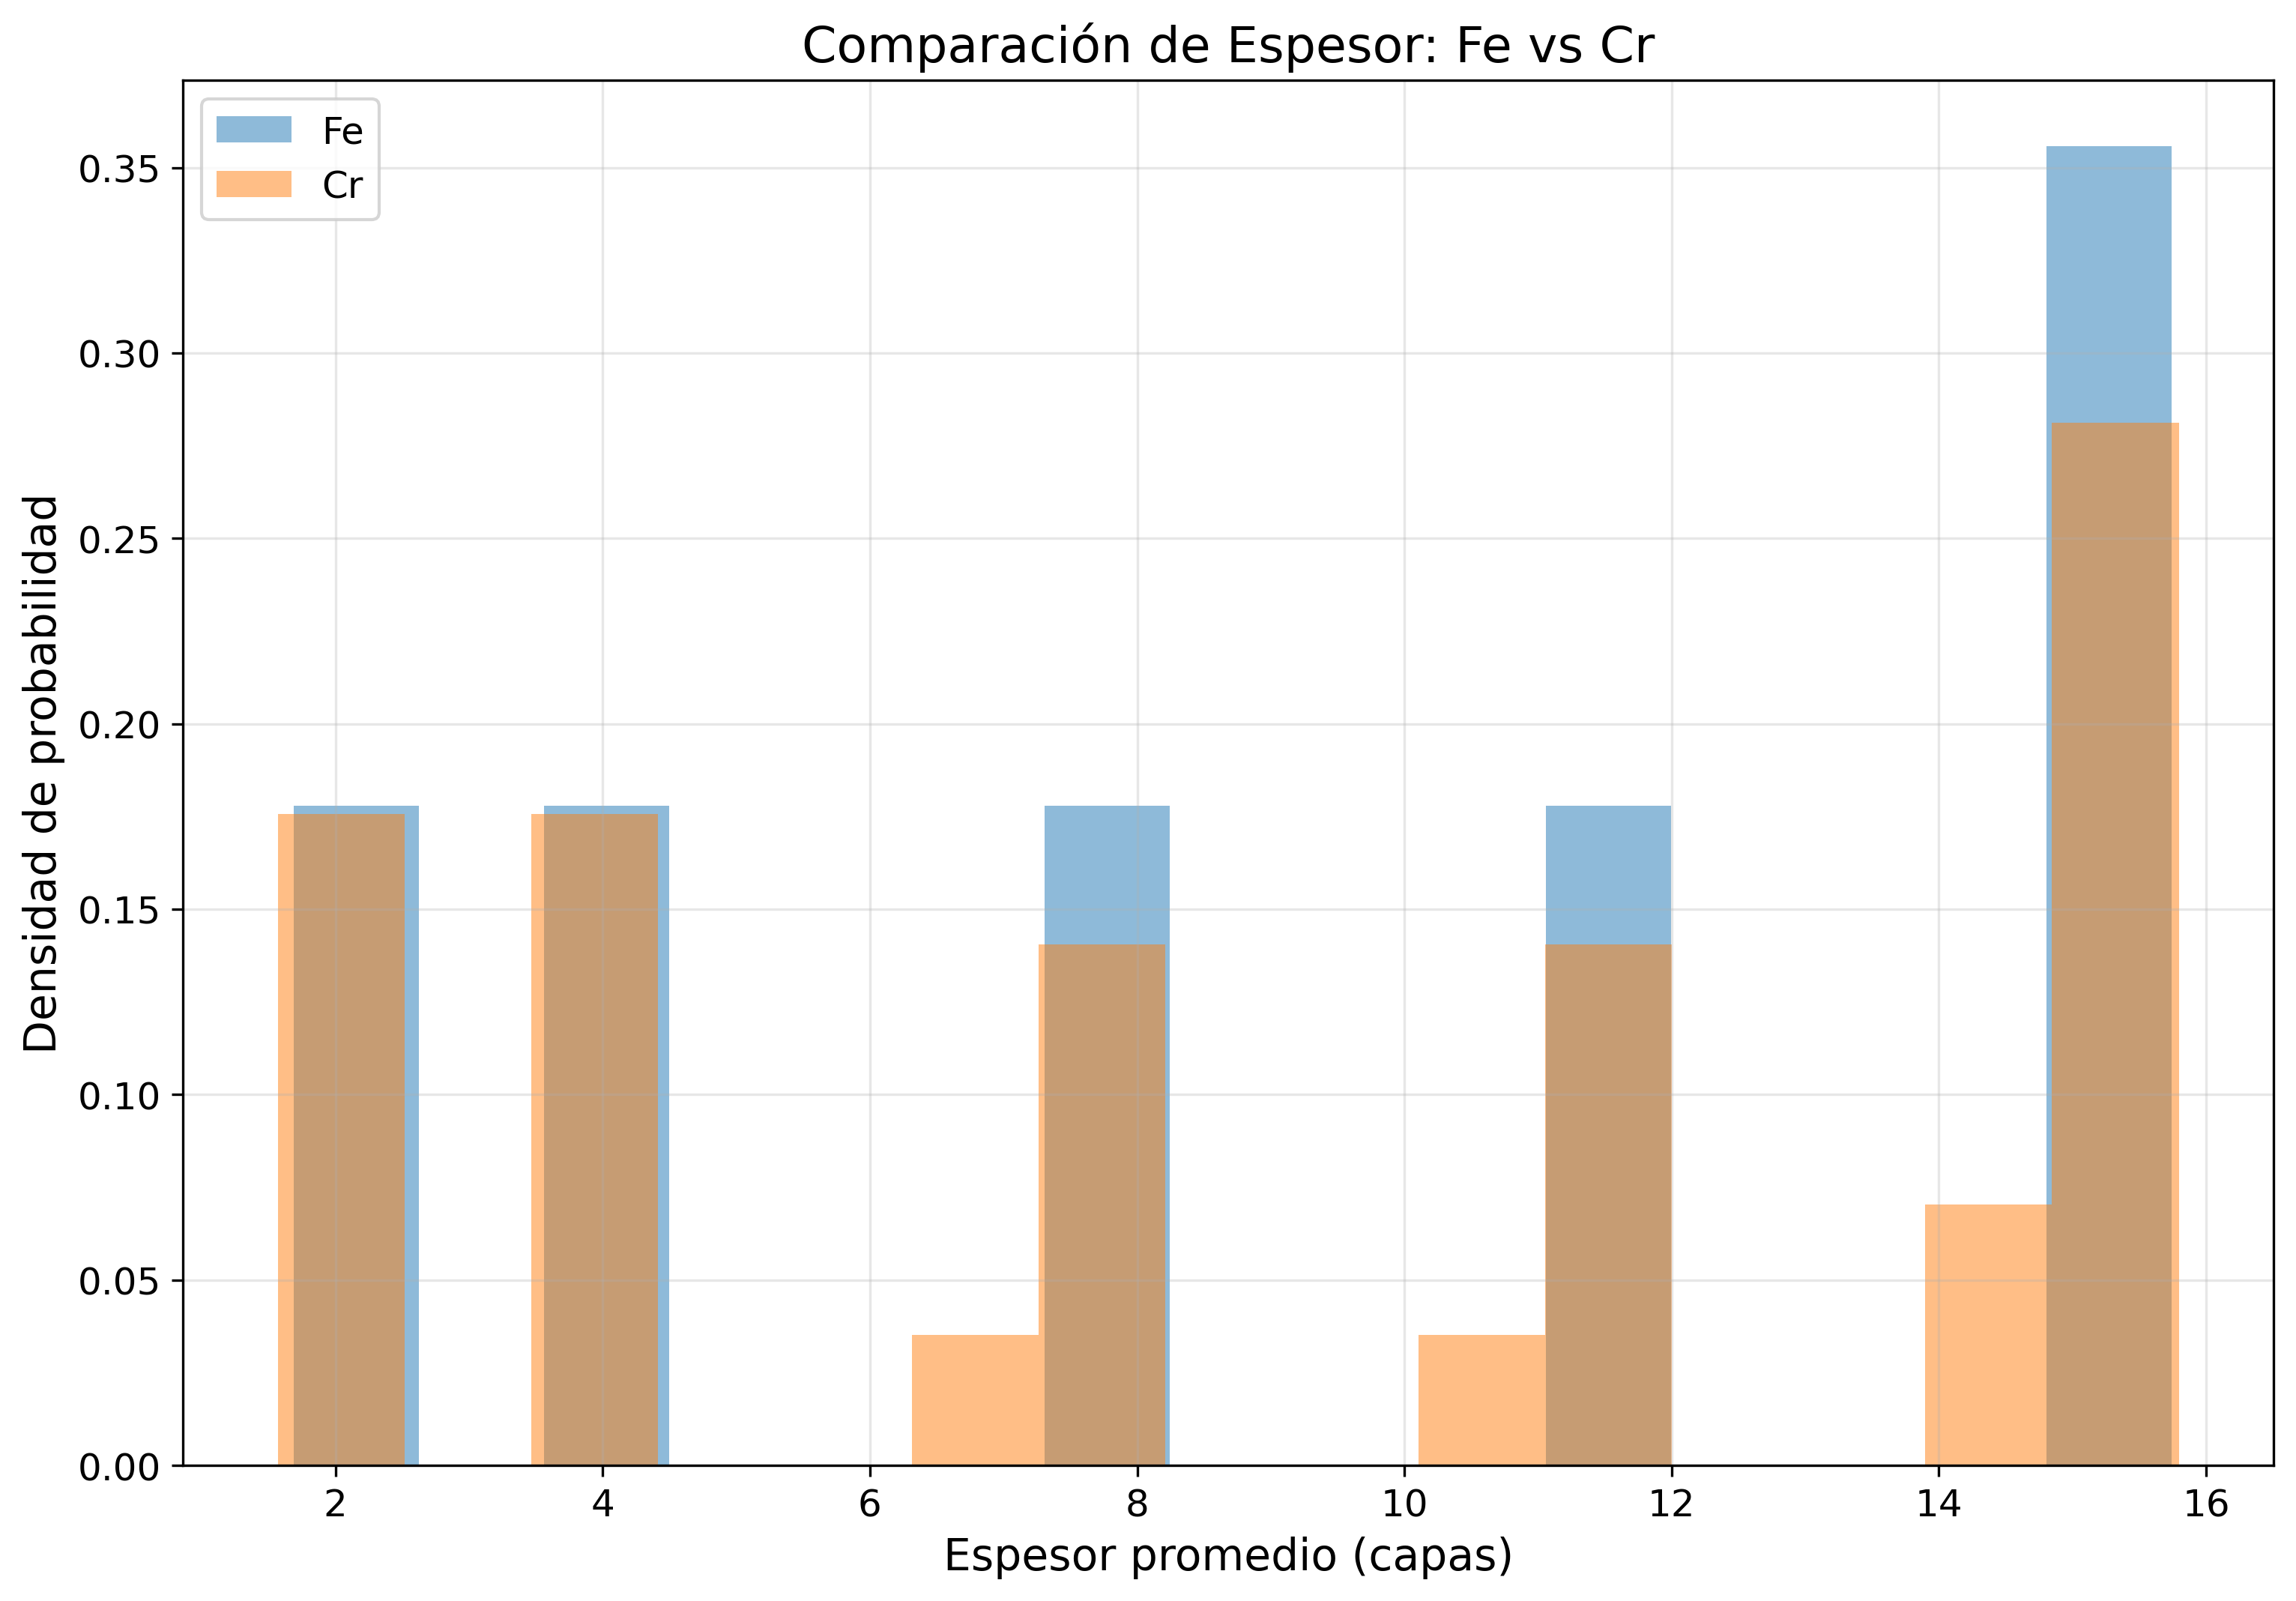 Comparación de Espesor: Fe vs Cr
Fe
Cr
Densidad de probabilidad
0.35
0.30
0.25
0.20
0.15
0.10
0.05
0.00
2 4 6 8 10 12 14 16
Espesor promedio (capas)